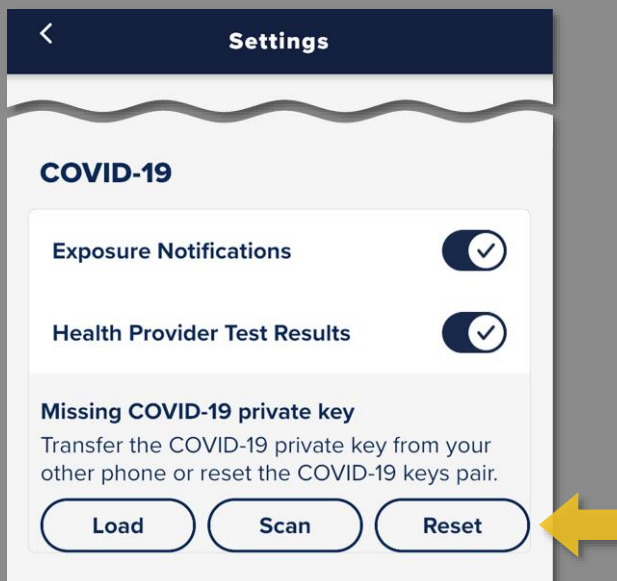 Settings
COVID-19
Exposure Notifications
Health Provider Test Results
Missing COVID-19 private key
Transfer the COVID-19 private key from your
other phone or reset the COVID-19 keys pair.
Load Scan Reset